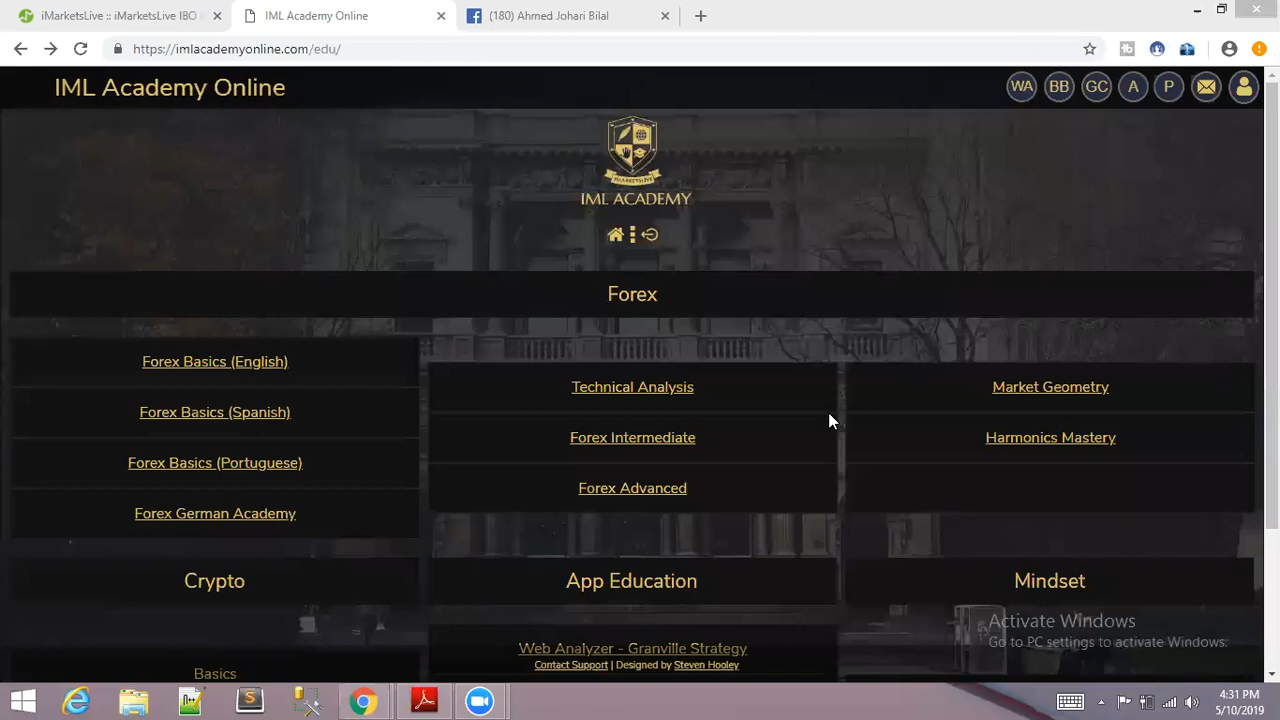 iMarketsLive :: iMarketsLive IBO
IML Academy Online
(180) Ahmed Johari Bilal
https://imlacademyonline.com/edu/
IML Academy Online
WA BB GC A P
IMARKETSLIVE
IML ACADEMY
Forex
Forex Basics (English)
Forex Basics (Spanish)
Forex Basics (Portuguese)
Forex German Academy
Technical Analysis
Forex Intermediate
Forex Advanced
Market Geometry
Harmonics Mastery
Crypto
App Education
Mindset
Basics
Web Analyzer - Granville Strategy
Contact Support | Designed by Steven Hooley
Activate Windows
Go to PC settings to activate Windows.
4:31 PM
5/10/2019